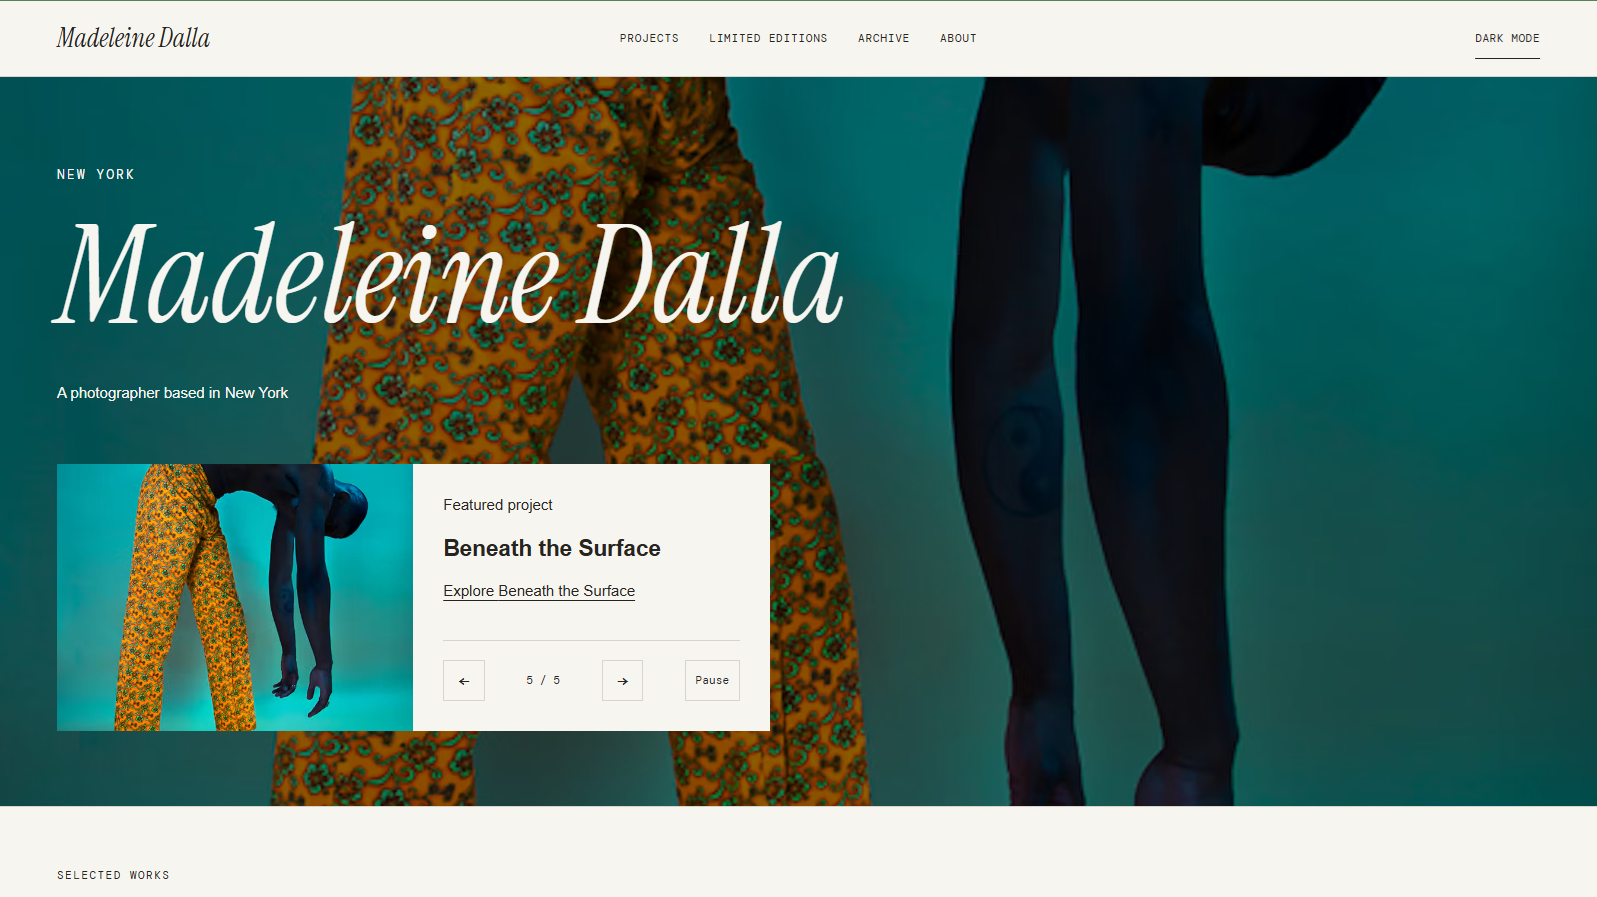 Madeleine Dalla
PROJECTS
LIMITED EDITIONS
ARCHIVE
ABOUT
DARK MODE
NEW YORK
Madeleine Dalla
A photographer based in New York
Featured project
Beneath the Surface
Explore Beneath the Surface
←
5 / 5
→
Pause
SELECTED WORKS